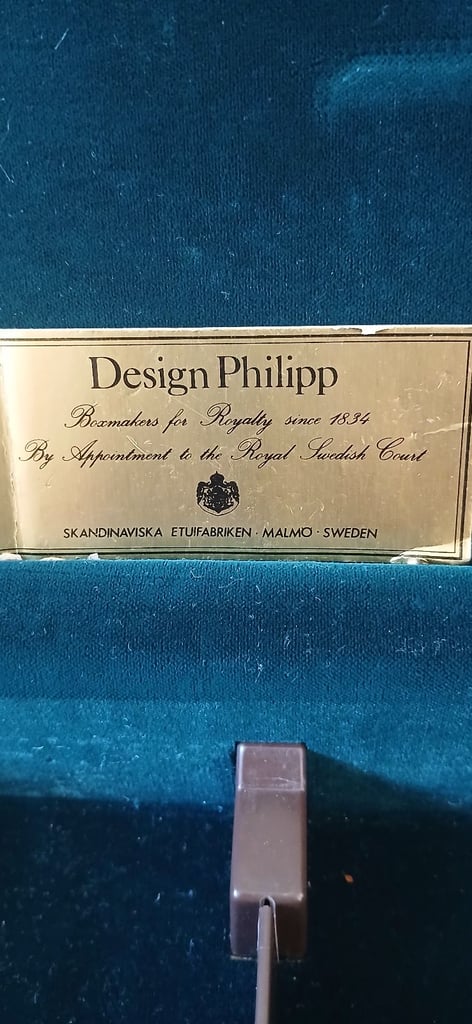 Design Philipp
Boxmakers for Royalty since 1834
By Appointment to the Royal Swedish Court
SKANDINAVISKA ETUIFABRIKEN · MALMÖ · SWEDEN